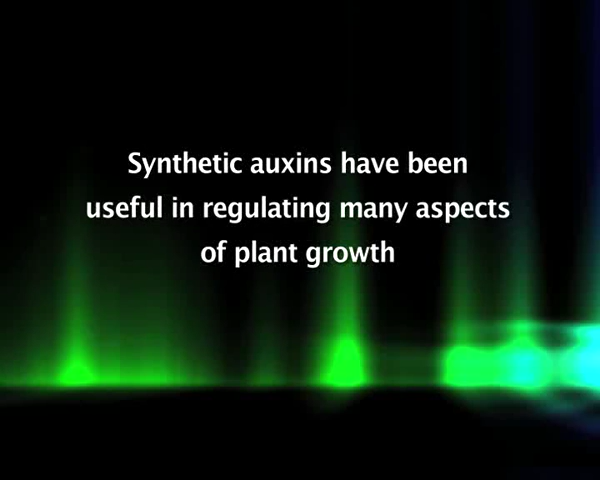 Synthetic auxins have been
useful in regulating many aspects
of plant growth